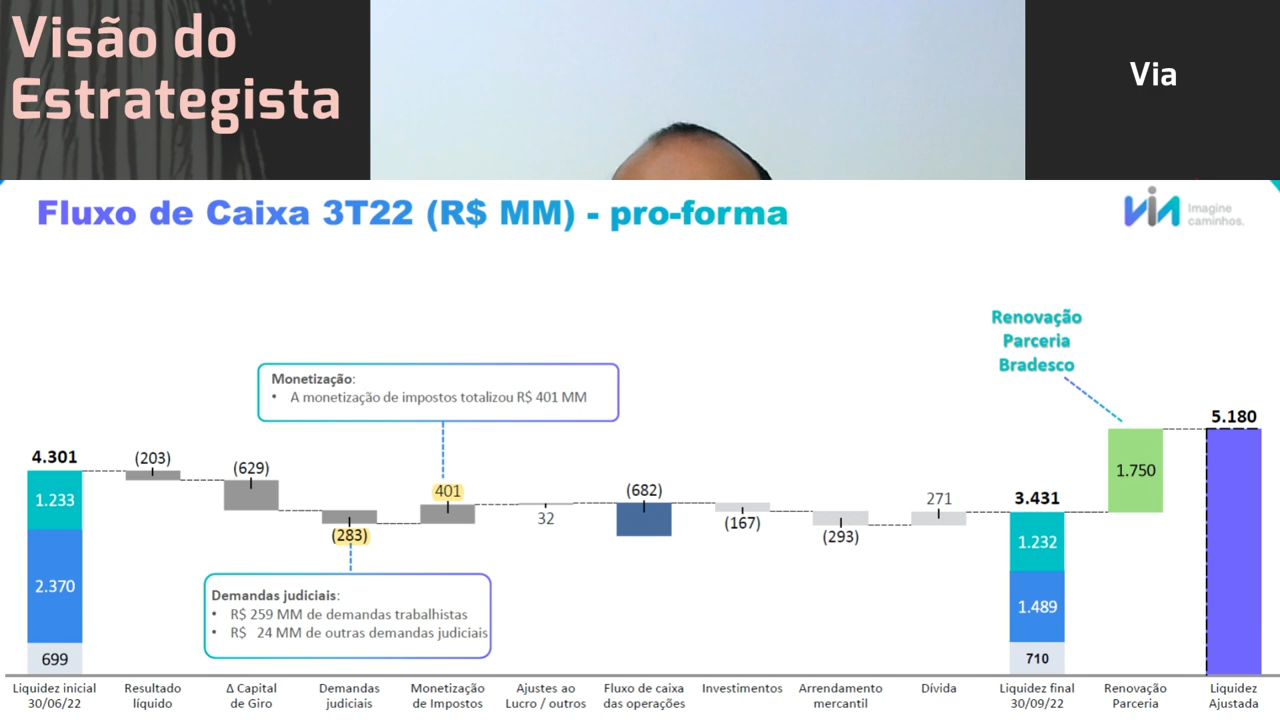 Visão do
Estrategista
Via
Fluxo de Caixa 3T22 (R$ MM) - pro-forma
via
Imagine
caminhos.
Renovação
Parceria
Bradesco
Monetização:
• A monetização de impostos totalizou R$ 401 MM
4.301
(203)
(629)
(283)
401
32
(682)
(167)
(293)
271
3.431
1.750
5.180
1.233
2.370
699
1.232
1.489
710
Demandas judiciais:
• R$ 259 MM de demandas trabalhistas
• R$ 24 MM de outras demandas judiciais
Liquidez inicial
30/06/22
Resultado
líquido
Δ Capital
de Giro
Demandas
judiciais
Monetização
de Impostos
Ajustes ao
Lucro / outros
Fluxo de caixa
das operações
Investimentos
Arrendamento
mercantil
Dívida
Liquidez final
30/09/22
Renovação
Parceria
Liquidez
Ajustada